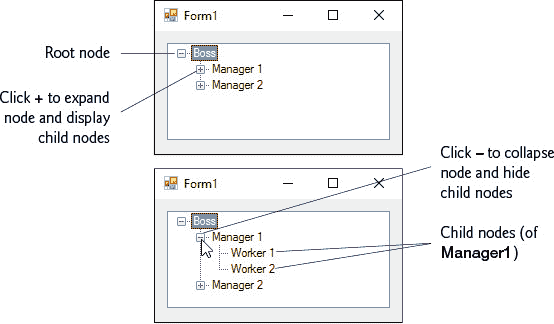 Form1
Root node
Boss
Manager 1
Manager 2
Click + to expand
node and display
child nodes
Click – to collapse
node and hide
child nodes
Form1
Boss
Manager 1
Worker 1
Worker 2
Manager 2
Child nodes (of
Manager1)